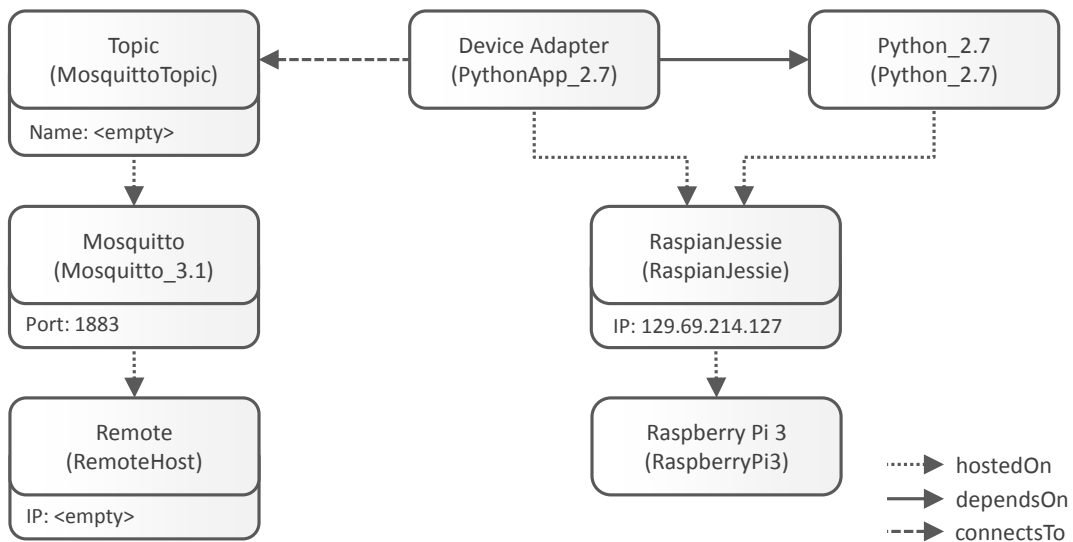 Topic
(MosquittoTopic)
Name: <empty>
Device Adapter
(PythonApp_2.7)
Python_2.7
(Python_2.7)
Mosquitto
(Mosquitto_3.1)
Port: 1883
RaspianJessie
(RaspianJessie)
IP: 129.69.214.127
Remote
(RemoteHost)
IP: <empty>
Raspberry Pi 3
(RaspberryPi3)
hostedOn
dependsOn
connectsTo